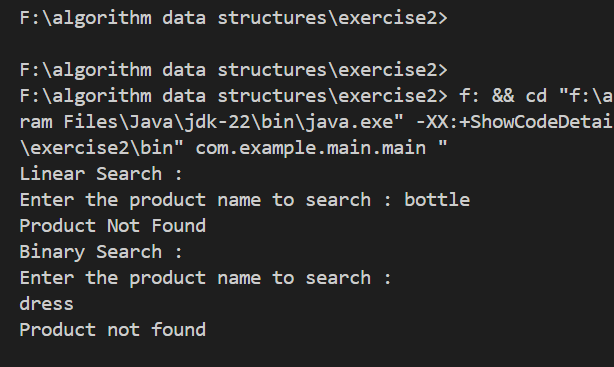 F:\algorithm data structures\exercise2>
F:\algorithm data structures\exercise2>
F:\algorithm data structures\exercise2> f: && cd "f:\a
ram Files\Java\jdk-22\bin\java.exe" -XX:+ShowCodeDetai
\exercise2\bin" com.example.main.main "
Linear Search :
Enter the product name to search : bottle
Product Not Found
Binary Search :
Enter the product name to search :
dress
Product not found